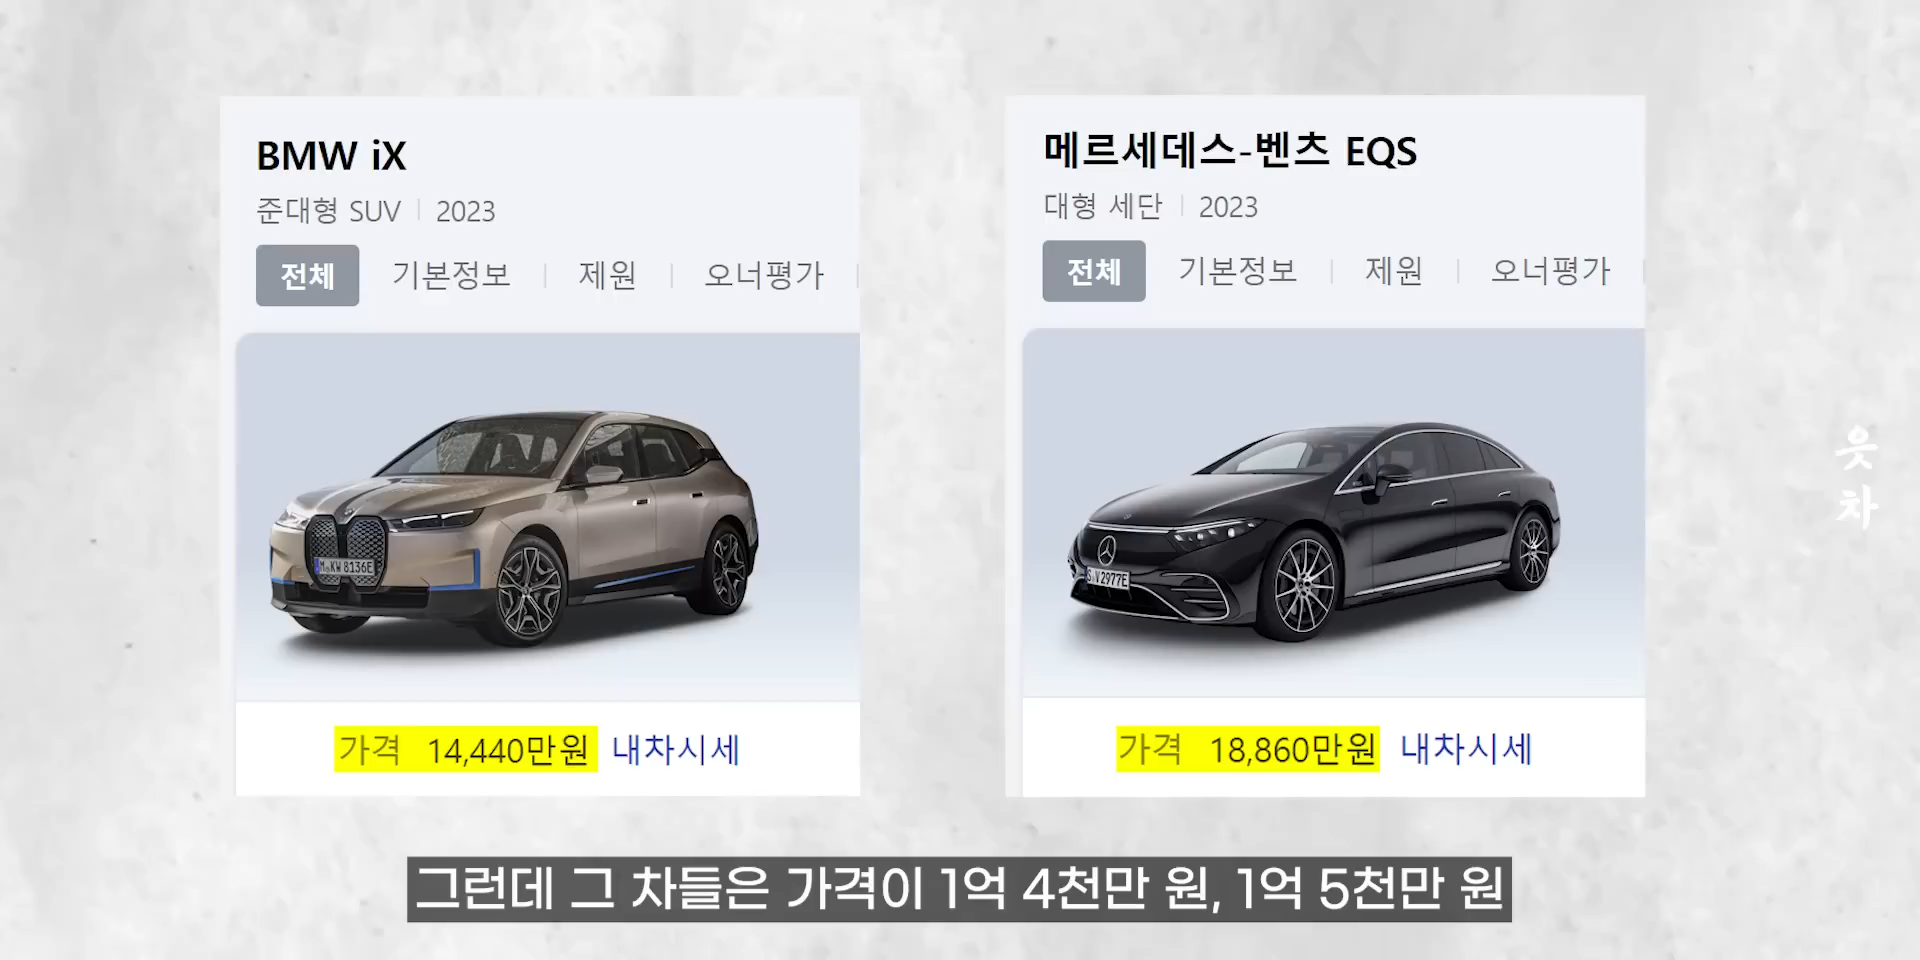 BMW iX
준대형 SUV | 2023
전체 기본정보 | 제원 | 오너평가 |
M KW 8136E
가격 14,440만원 내차시세
메르세데스-벤츠 EQS
대형 세단 | 2023
전체 기본정보 | 제원 | 오너평가 |
S V 2977E
가격 18,860만원 내차시세
웃
차
그런데 그 차들은 가격이 1억 4천만 원, 1억 5천만 원